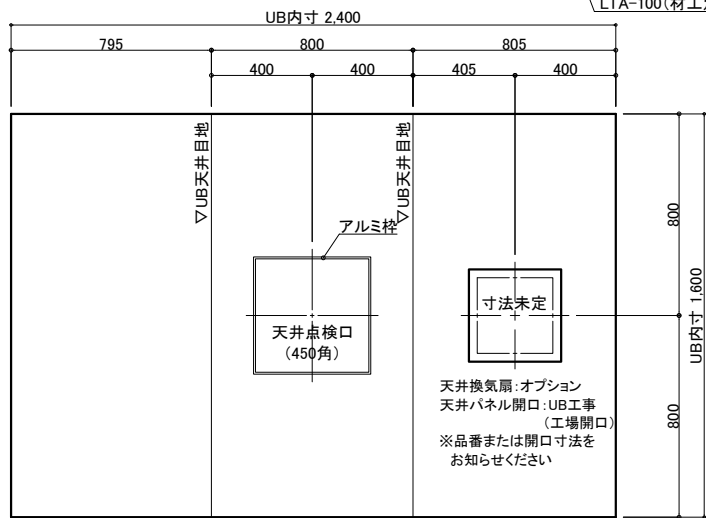 LTA-100(材工
UB内寸 2,400
795
800
805
400
400
405
400
▽UB天井目地
▽UB天井目地
アルミ枠
天井点検口
(450角)
寸法未定
天井換気扇:オプション
天井パネル開口:UB工事
(工場開口)
※品番または開口寸法を
お知らせください
800
800
UB内寸 1,600